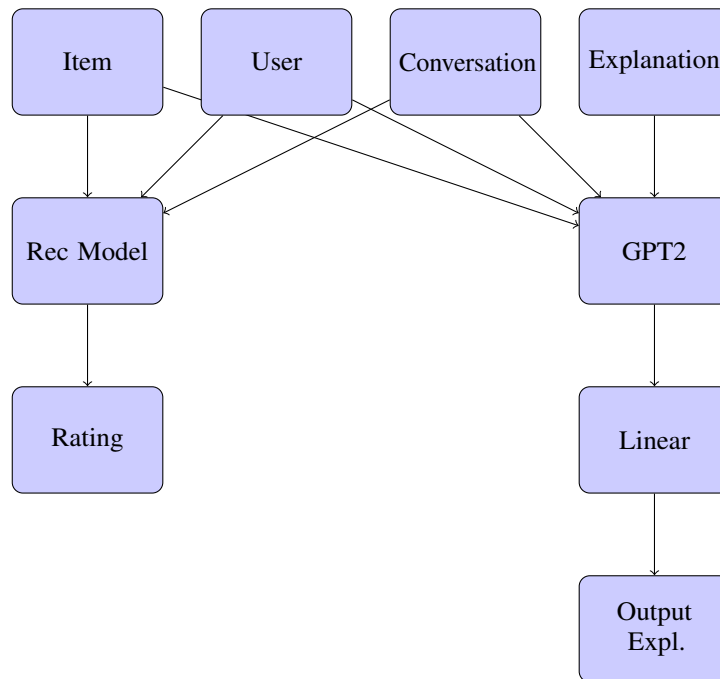 Item
User
Conversation
Explanation
Rec Model
GPT2
Rating
Linear
Output
Expl.